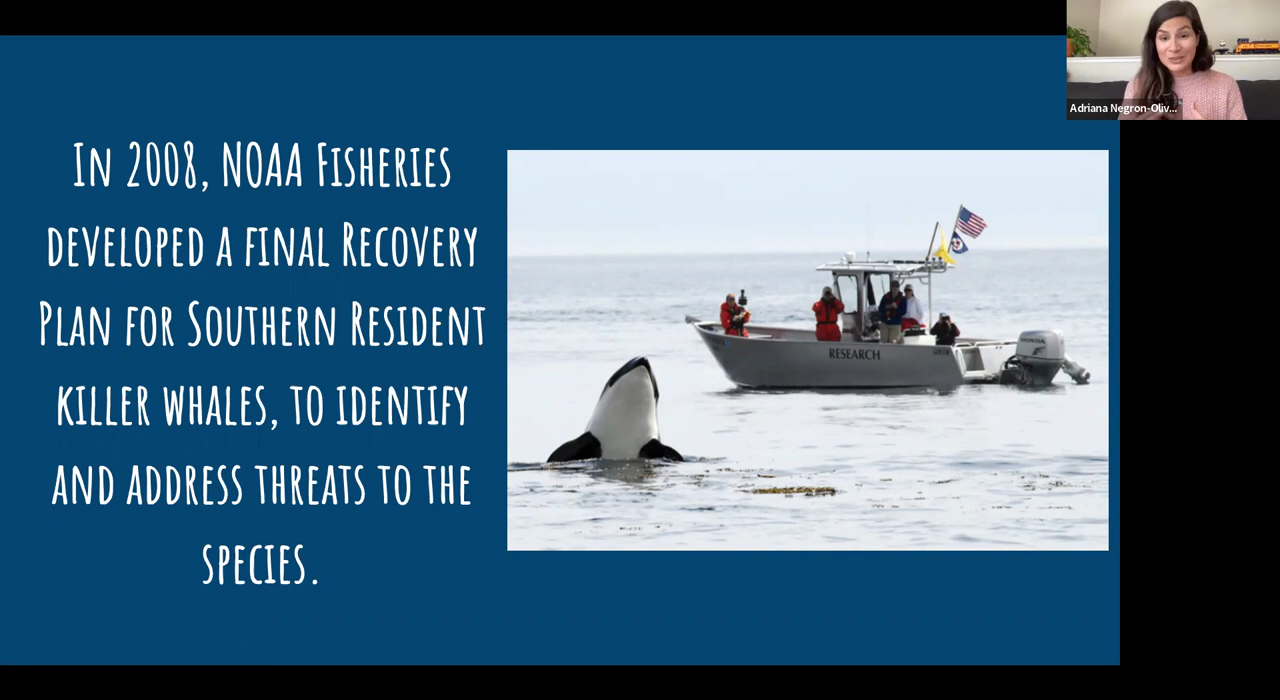 In 2008, NOAA Fisheries
developed a final Recovery
Plan for Southern Resident
killer whales, to identify
and address threats to the
species.
Adriana Negron-Oliv...
RESEARCH
HONDA